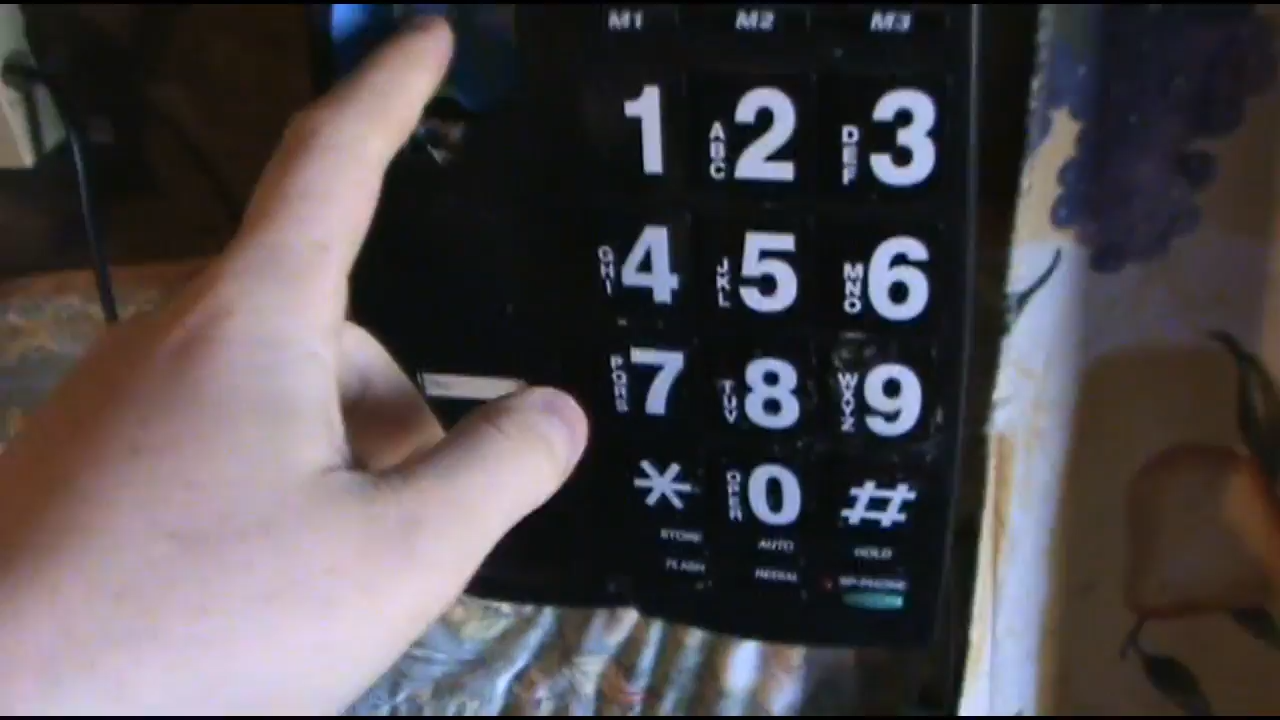 M1 M2 M3
1 ABC 2 DEF 3
GHI 4 JKL 5 MNO 6
PQRS 7 TUV 8 WXYZ 9
* OPER 0 #
STORE AUTO HOLD
FLASH REDIAL SP-PHONE